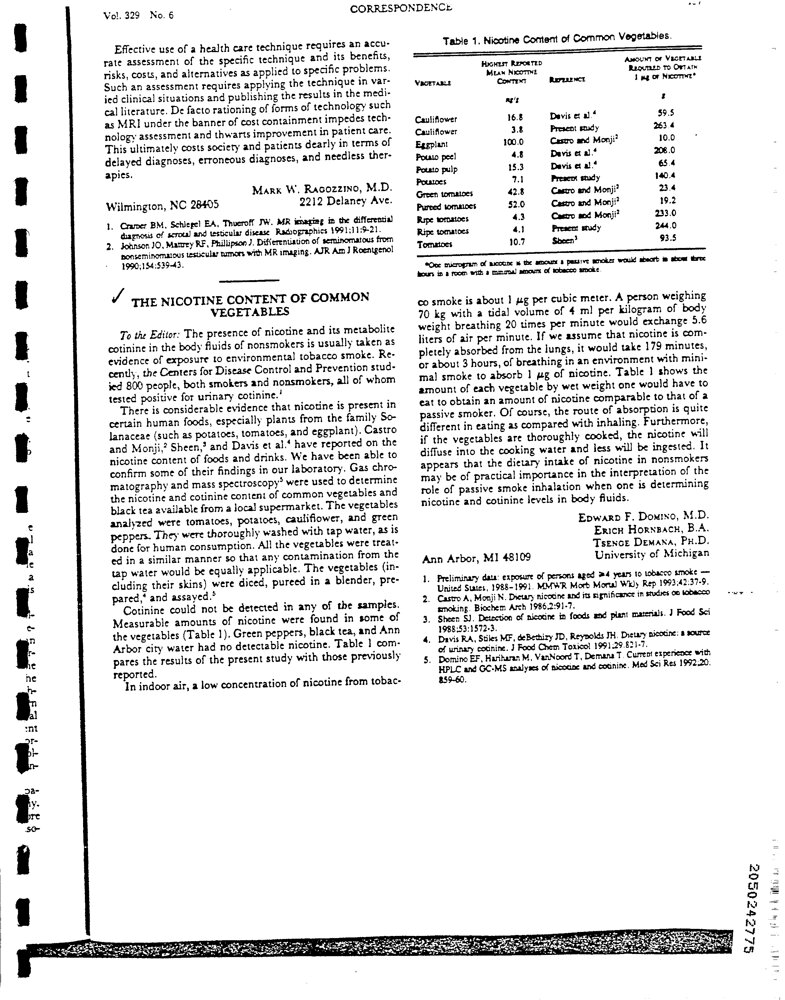 Vol. 329 No. 6
CORRESPONDENCE
Effective use of a health care technique requires an accu-
rate assessment of the specific technique and its benefits,
risks, costs, and alternatives as applied to specific problems.
Such an assessment requires applying the technique in var-
ied clinical situations and publishing the results in the medi-
cal literature. De facto rationing of forms of technology such
as MRI under the banner of cost containment impedes tech-
nology assessment and thwarts improvement in patient care.
This ultimately costs society and patients dearly in terms of
delayed diagnoses, erroneous diagnoses, and needless ther-
apies.
MARK W. RAGOZZINO, M.D.
Wilmington, NC 28405 2212 Delaney Ave.
1. Cramer BM, Schlegel EA, Thueroff JW. MR imaging in the differential
diagnosis of scrotal and testicular disease. Radiographics 1991;11:9-21.
2. Johnson JO, Mattrey RF, Phillipson J. Differentiation of seminomatous from
nonseminomatous testicular tumors with MR imaging. AJR Am J Roentgenol
1990;154:539-43.
✓ THE NICOTINE CONTENT OF COMMON
VEGETABLES
To the Editor: The presence of nicotine and its metabolite
cotinine in the body fluids of nonsmokers is usually taken as
evidence of exposure to environmental tobacco smoke. Re-
cently, the Centers for Disease Control and Prevention stud-
ied 800 people, both smokers and nonsmokers, all of whom
tested positive for urinary cotinine.¹
There is considerable evidence that nicotine is present in
certain human foods, especially plants from the family So-
lanaceae (such as potatoes, tomatoes, and eggplant). Castro
and Monji,² Sheen,³ and Davis et al.⁴ have reported on the
nicotine content of foods and drinks. We have been able to
confirm some of their findings in our laboratory. Gas chro-
matography and mass spectroscopy⁵ were used to determine
the nicotine and cotinine content of common vegetables and
black tea available from a local supermarket. The vegetables
analyzed were tomatoes, potatoes, cauliflower, and green
peppers. They were thoroughly washed with tap water, as is
done for human consumption. All the vegetables were treat-
ed in a similar manner so that any contamination from the
tap water would be equally applicable. The vegetables (in-
cluding their skins) were diced, pureed in a blender, pre-
pared,⁴ and assayed.⁵
Cotinine could not be detected in any of the samples.
Measurable amounts of nicotine were found in some of
the vegetables (Table 1). Green peppers, black tea, and Ann
Arbor city water had no detectable nicotine. Table 1 com-
pares the results of the present study with those previously
reported.
In indoor air, a low concentration of nicotine from tobac-
Table 1. Nicotine Content of Common Vegetables.
VEGETABLE HIGHEST REPORTED MEAN NICOTINE CONTENT REFERENCE AMOUNT OF VEGETABLE REQUIRED TO OBTAIN 1 μg OF NICOTINE*
ng/g g
Cauliflower 16.8 Davis et al.⁴ 59.5
Cauliflower 3.8 Present study 263.4
Eggplant 100.0 Castro and Monji² 10.0
Potato peel 4.8 Davis et al.⁴ 208.0
Potato pulp 15.3 Davis et al.⁴ 65.4
Potatoes 7.1 Present study 140.4
Green tomatoes 42.8 Castro and Monji² 23.4
Pureed tomatoes 52.0 Castro and Monji² 19.2
Ripe tomatoes 4.3 Castro and Monji² 233.0
Ripe tomatoes 4.1 Present study 244.0
Tomatoes 10.7 Sheen³ 93.5
*One microgram of nicotine is the amount a passive smoker would absorb in about three
hours in a room with a minimal amount of tobacco smoke.
co smoke is about 1 μg per cubic meter. A person weighing
70 kg with a tidal volume of 4 ml per kilogram of body
weight breathing 20 times per minute would exchange 5.6
liters of air per minute. If we assume that nicotine is com-
pletely absorbed from the lungs, it would take 179 minutes,
or about 3 hours, of breathing in an environment with mini-
mal smoke to absorb 1 μg of nicotine. Table 1 shows the
amount of each vegetable by wet weight one would have to
eat to obtain an amount of nicotine comparable to that of a
passive smoker. Of course, the route of absorption is quite
different in eating as compared with inhaling. Furthermore,
if the vegetables are thoroughly cooked, the nicotine will
diffuse into the cooking water and less will be ingested. It
appears that the dietary intake of nicotine in nonsmokers
may be of practical importance in the interpretation of the
role of passive smoke inhalation when one is determining
nicotine and cotinine levels in body fluids.
EDWARD F. DOMINO, M.D.
ERICH HORNBACH, B.A.
TSENGE DEMANA, PH.D.
Ann Arbor, MI 48109 University of Michigan
1. Preliminary data: exposure of persons aged ≥4 years to tobacco smoke —
United States, 1988–1991. MMWR Morb Mortal Wkly Rep 1993;42:37-9.
2. Castro A, Monji N. Dietary nicotine and its significance in studies on tobacco
smoking. Biochem Arch 1986;2:91-7.
3. Sheen SJ. Detection of nicotine in foods and plant materials. J Food Sci
1988;53:1572-3.
4. Davis RA, Stiles MF, deBethizy JD, Reynolds JH. Dietary nicotine: a source
of urinary cotinine. J Food Chem Toxicol 1991;29:821-7.
5. Domino EF, Hariharan M, VanNoord T, Demana T. Current experience with
HPLC and GC-MS analyses of nicotine and cotinine. Med Sci Res 1992;20:
859-60.
2050242775